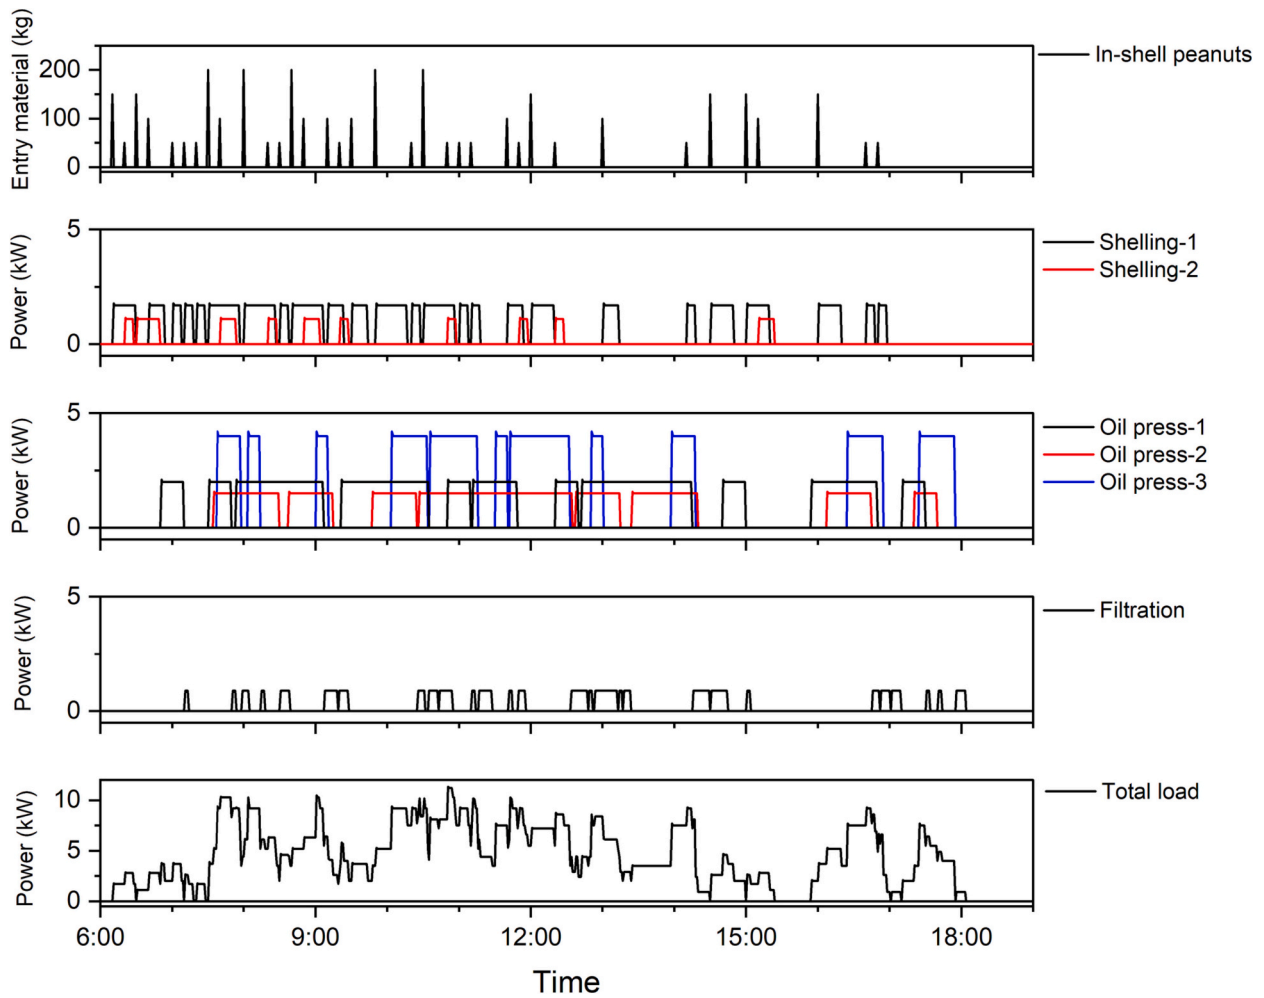 Entry material (kg)
200
100
0
In-shell peanuts
Power (kW)
5
0
Shelling-1
Shelling-2
Power (kW)
5
0
Oil press-1
Oil press-2
Oil press-3
Power (kW)
5
0
Filtration
Power (kW)
10
5
0
Total load
6:00 9:00 12:00 15:00 18:00
Time